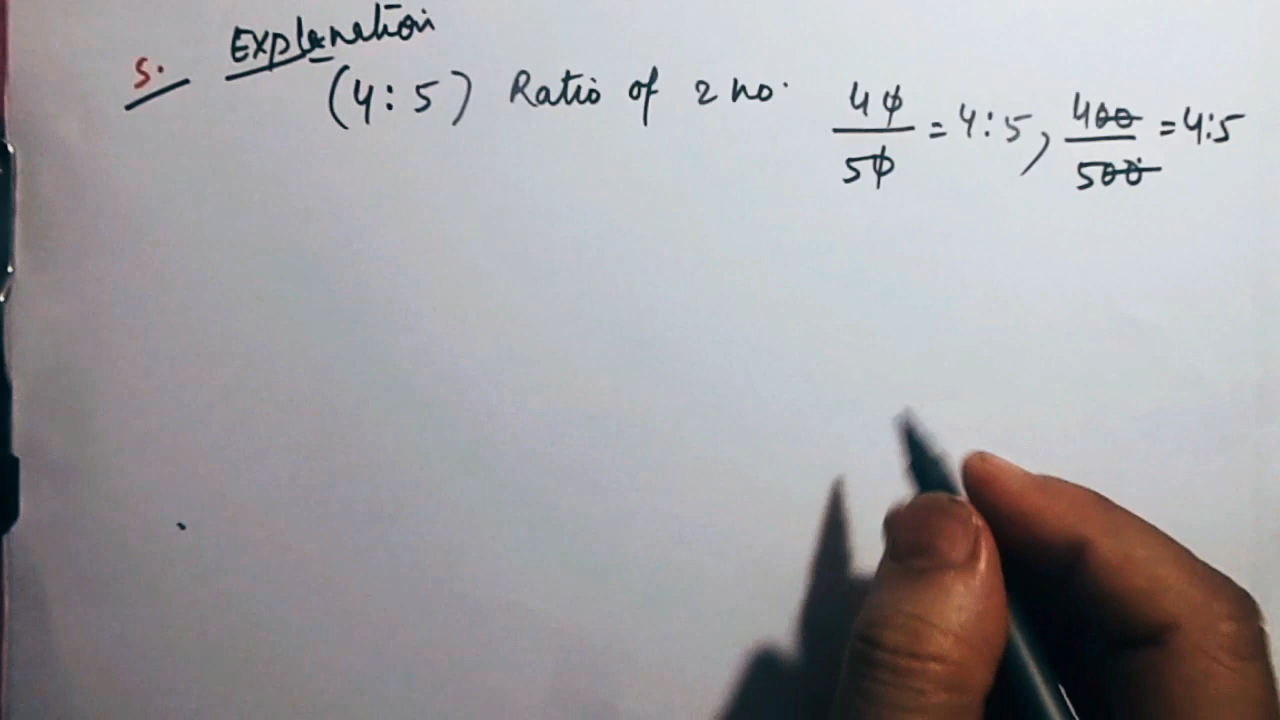 5. Explanation
(4:5) Ratio of 2 no. 40/50 = 4:5, 400/500 = 4:5